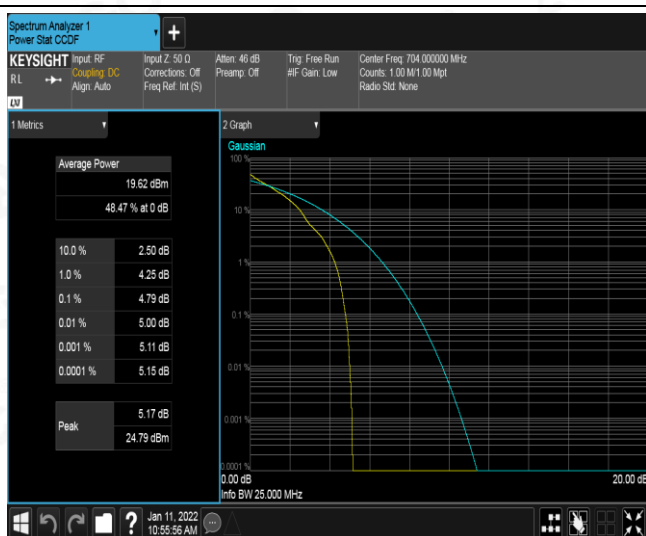 Spectrum Analyzer 1
Power Stat CCDF
+
KEYSIGHT
RL
LXI
Input: RF
Coupling: DC
Align: Auto
Input Z: 50 Ω
Corrections: Off
Freq Ref: Int (S)
Atten: 46 dB
Preamp: Off
Trig: Free Run
#IF Gain: Low
Center Freq: 704.000000 MHz
Counts: 1.00 M/1.00 Mpt
Radio Std: None
1 Metrics
Average Power
19.62 dBm
48.47 % at 0 dB
10.0 % 2.50 dB
1.0 % 4.25 dB
0.1 % 4.79 dB
0.01 % 5.00 dB
0.001 % 5.11 dB
0.0001 % 5.15 dB
Peak
5.17 dB
24.79 dBm
2 Graph
Gaussian
100 %
10 %
1 %
0.1 %
0.01 %
0.001 %
0.0001 %
0.00 dB 20.00 dB
Info BW 25.000 MHz
?
Jan 11, 2022
10:55:56 AM